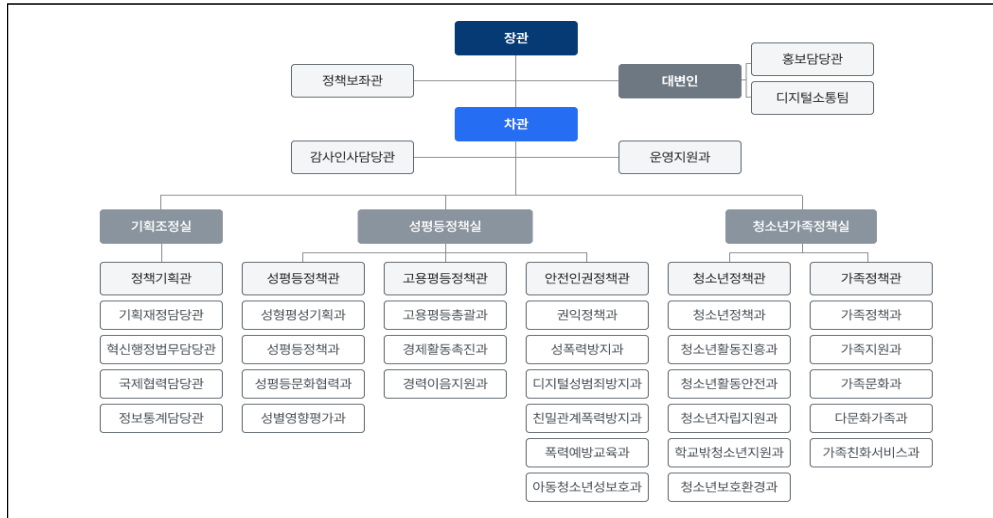 장관
정책보좌관
대변인
홍보담당관
디지털소통팀
차관
감사인사담당관
운영지원과
기획조정실
성평등정책실
청소년가족정책실
정책기획관
성평등정책관
고용평등정책관
안전인권정책관
청소년정책관
가족정책관
기획재정담당관
성형평성기획과
고용평등총괄과
권익정책과
청소년정책과
가족정책과
혁신행정법무담당관
성평등정책과
경제활동촉진과
성폭력방지과
청소년활동진흥과
가족지원과
국제협력담당관
성평등문화협력과
경력이음지원과
디지털성범죄방지과
청소년활동안전과
가족문화과
정보통계담당관
성별영향평가과
친밀관계폭력방지과
청소년자립지원과
다문화가족과
폭력예방교육과
학교밖청소년지원과
가족친화서비스과
아동청소년성보호과
청소년보호환경과